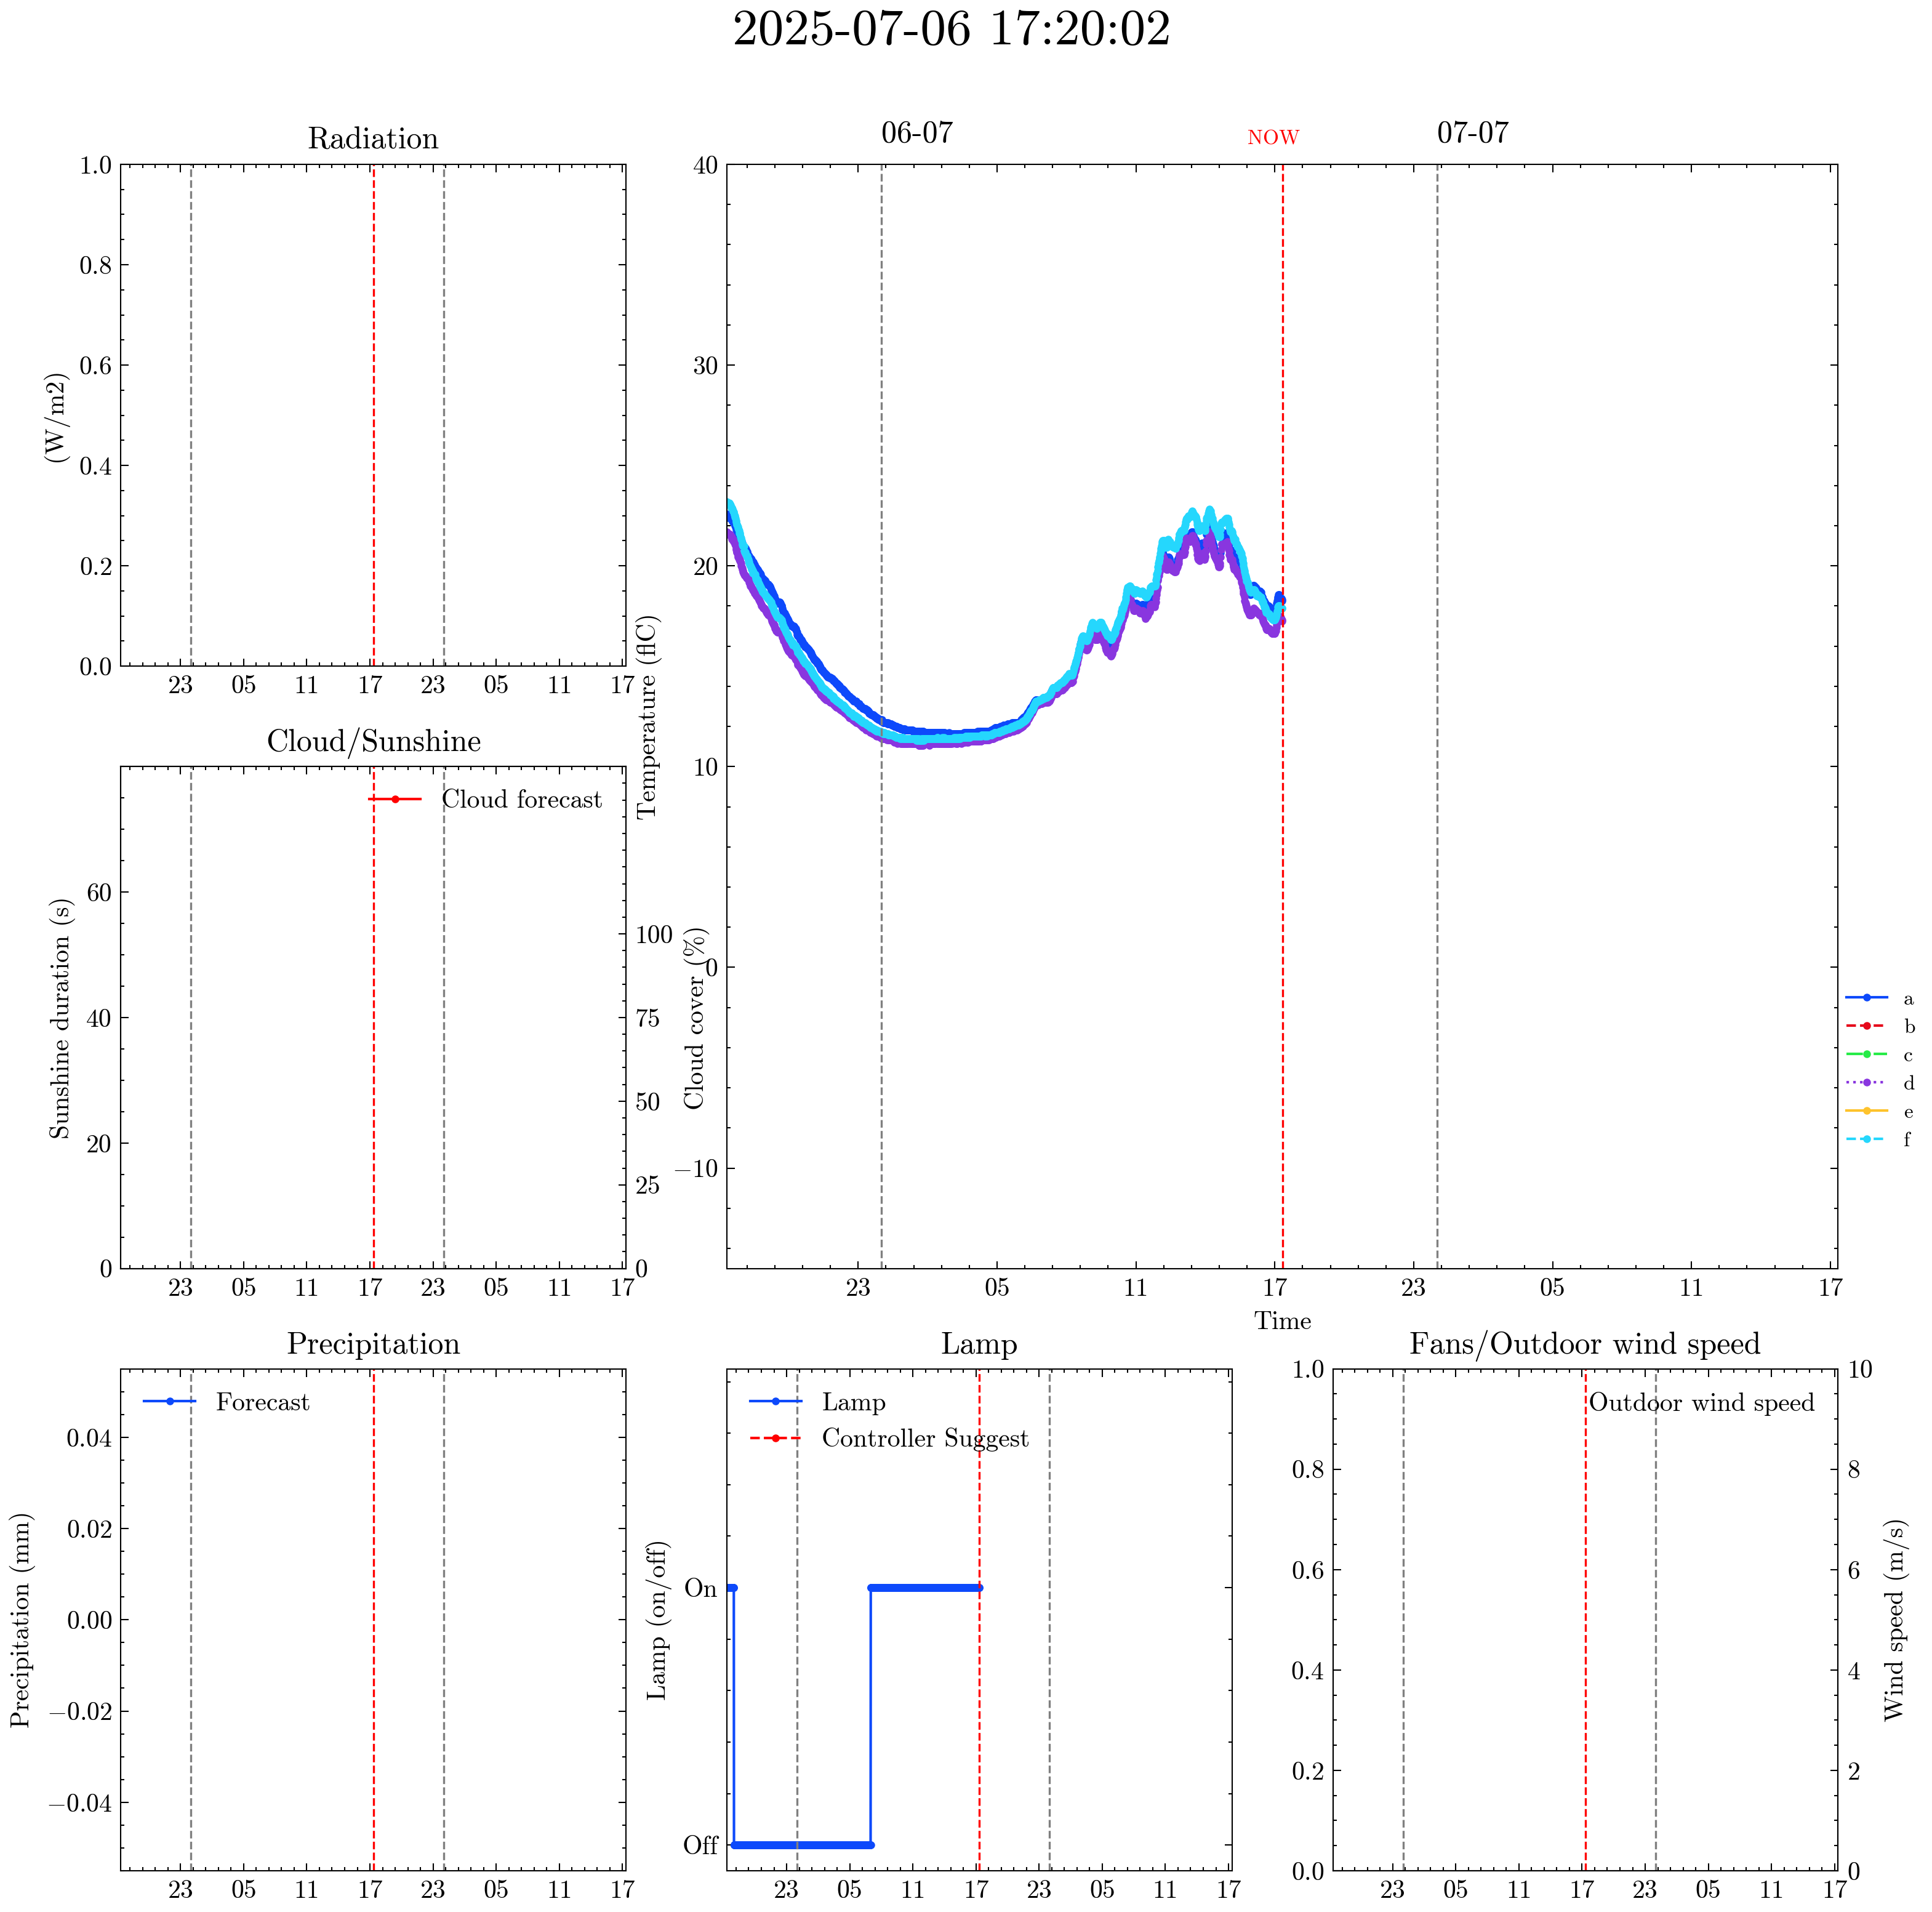 2025-07-06 17:20:02
Radiation
1.0
0.8
0.6
0.4
0.2
0.0
(W/m2)
23 05 11 17 23 05 11 17
06-07 NOW 07-07
40
30
20
10
0
−10
Temperature (flC)
23 05 11 17 23 05 11 17
Time
a
b
c
d
e
f
Cloud/Sunshine
Cloud forecast
60
40
20
0
Sunshine duration (s)
100
75
50
25
0
Cloud cover (%)
23 05 11 17 23 05 11 17
Precipitation
Forecast
0.04
0.02
0.00
−0.02
−0.04
Precipitation (mm)
23 05 11 17 23 05 11 17
Lamp
Lamp
Controller Suggest
On
Off
Lamp (on/off)
23 05 11 17 23 05 11 17
Fans/Outdoor wind speed
Outdoor wind speed
1.0
0.8
0.6
0.4
0.2
0.0
10
8
6
4
2
0
Wind speed (m/s)
23 05 11 17 23 05 11 17